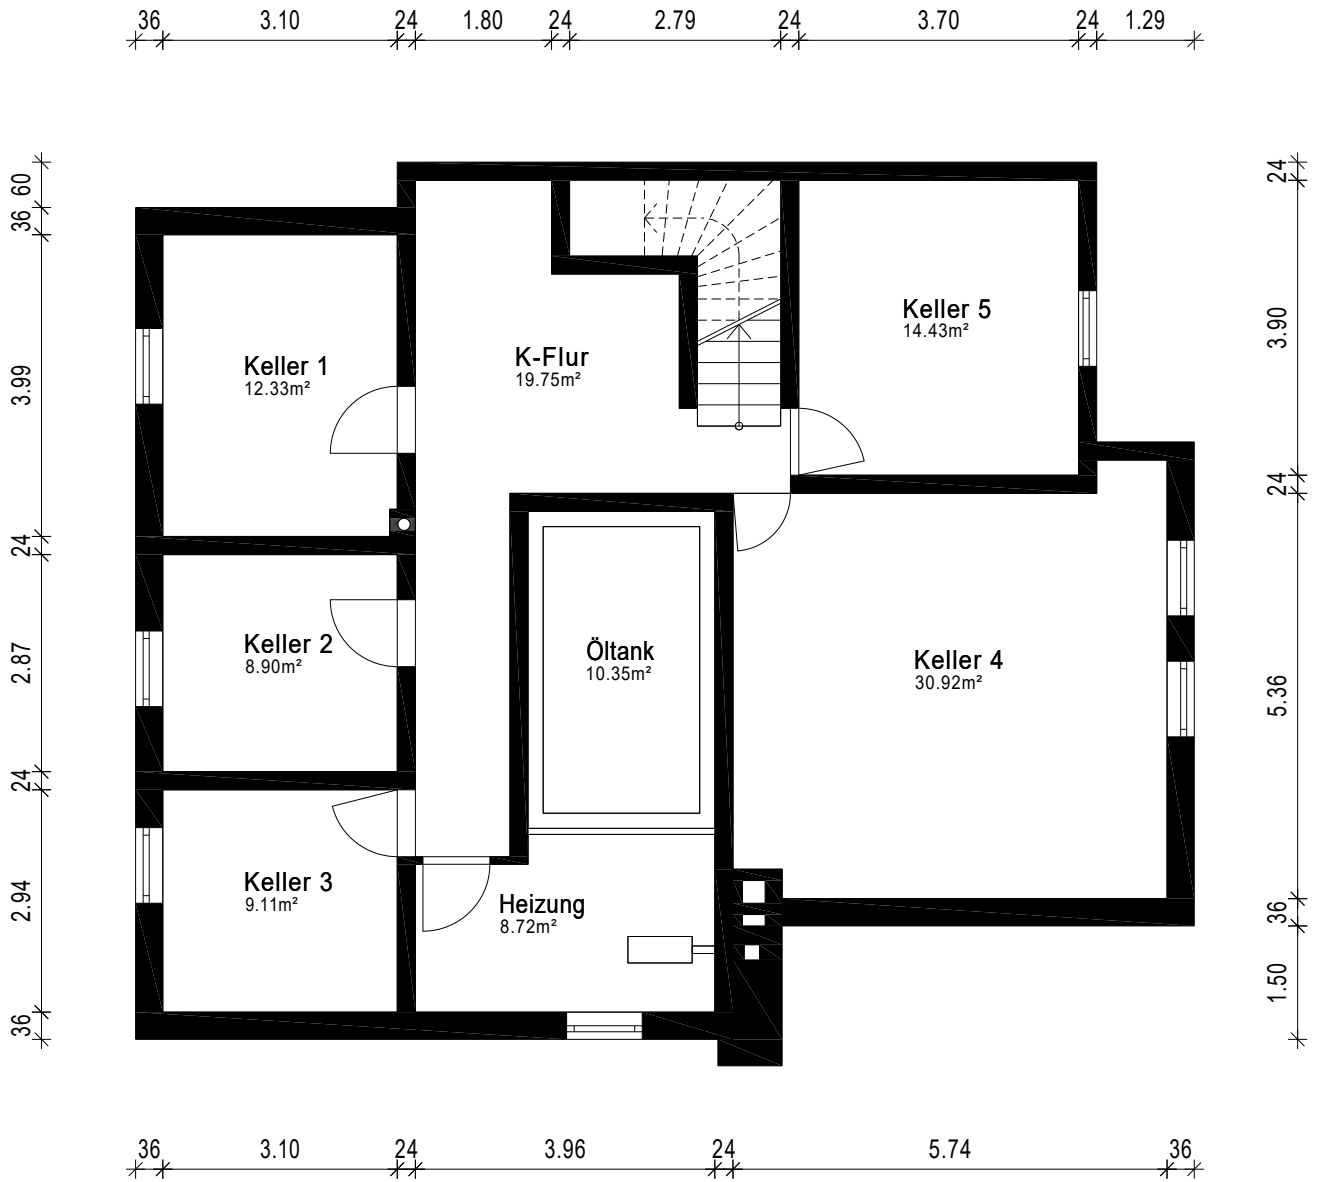 36 3.10 24 1.80 24 2.79 24 3.70 24 1.29
60
36
3.99
24
2.87
24
2.94
36
24
3.90
24
5.36
36
1.50
Keller 5
14.43m²
K-Flur
19.75m²
Keller 1
12.33m²
Keller 2
8.90m²
Öltank
10.35m²
Keller 4
30.92m²
Keller 3
9.11m²
Heizung
8.72m²
36 3.10 24 3.96 24 5.74 36